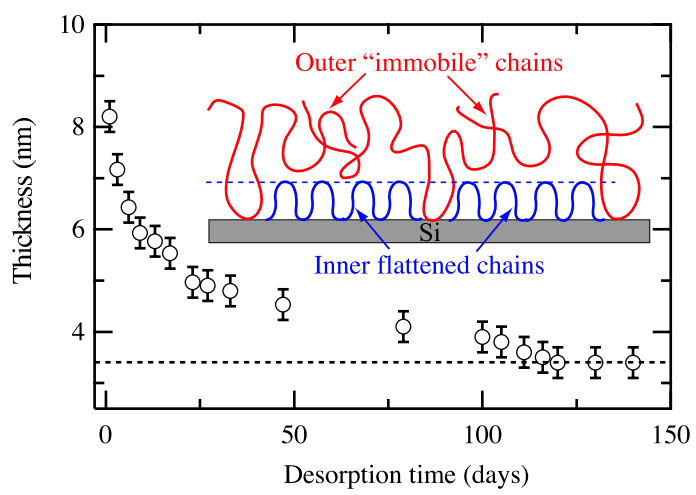 10
8
6
4
Thickness (nm)
Outer “immobile” chains
Si
Inner flattened chains
0
50
100
150
Desorption time (days)